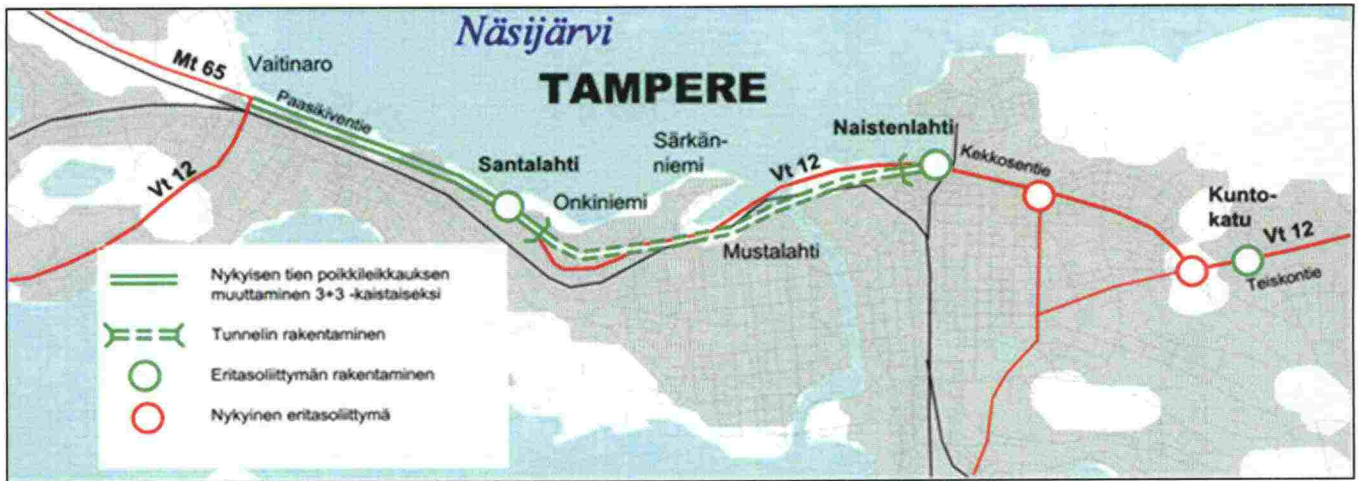 Näsijärvi
TAMPERE
Mt 65
Vaitinaro
Paasikiventie
Vt 12
Santalahti
Onkiniemi
Särkän-
niemi
Vt 12
Mustalahti
Naistenlahti
Kekkosentie
Kunto-
katu
Vt 12
Teiskontie
Nykyisen tien poikkileikkauksen
muuttaminen 3+3 -kaistaiseksi
Tunnelin rakentaminen
Eritasoliittymän rakentaminen
Nykyinen eritasoliittymä